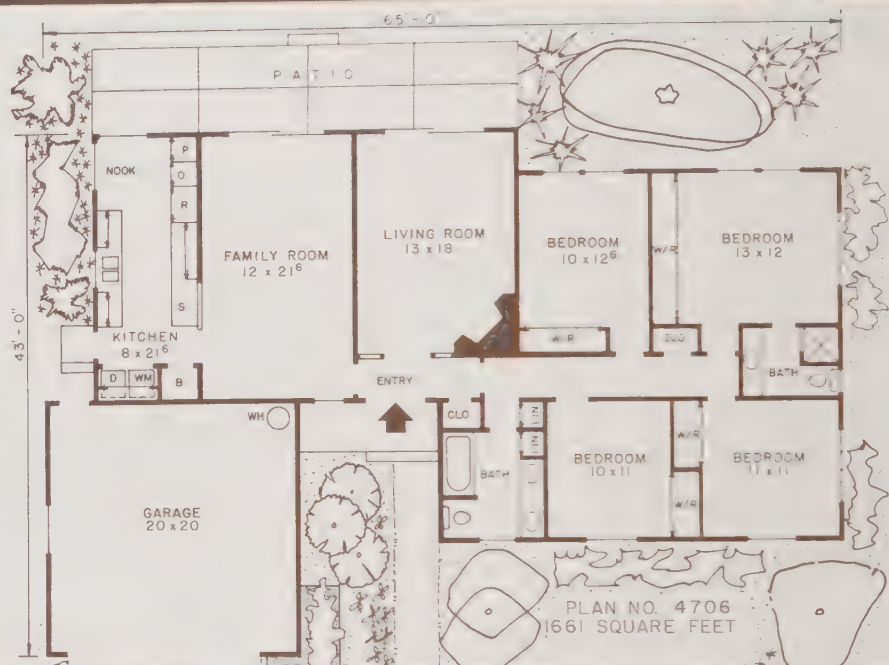 65'-0"
PATIO
NOOK
P
O
R
S
FAMILY ROOM
12 x 21⁶
LIVING ROOM
13 x 18
BEDROOM
10 x 12⁶
W/R
BEDROOM
13 x 12
W/R
CLO
BATH
43'-0"
KITCHEN
8 x 21⁶
D
WM
B
ENTRY
WH
CLO
LIN
LIN
BATH
BEDROOM
10 x 11
W/R
W/R
BEDROOM
11 x 11
GARAGE
20 x 20
PLAN NO. 4706
1661 SQUARE FEET